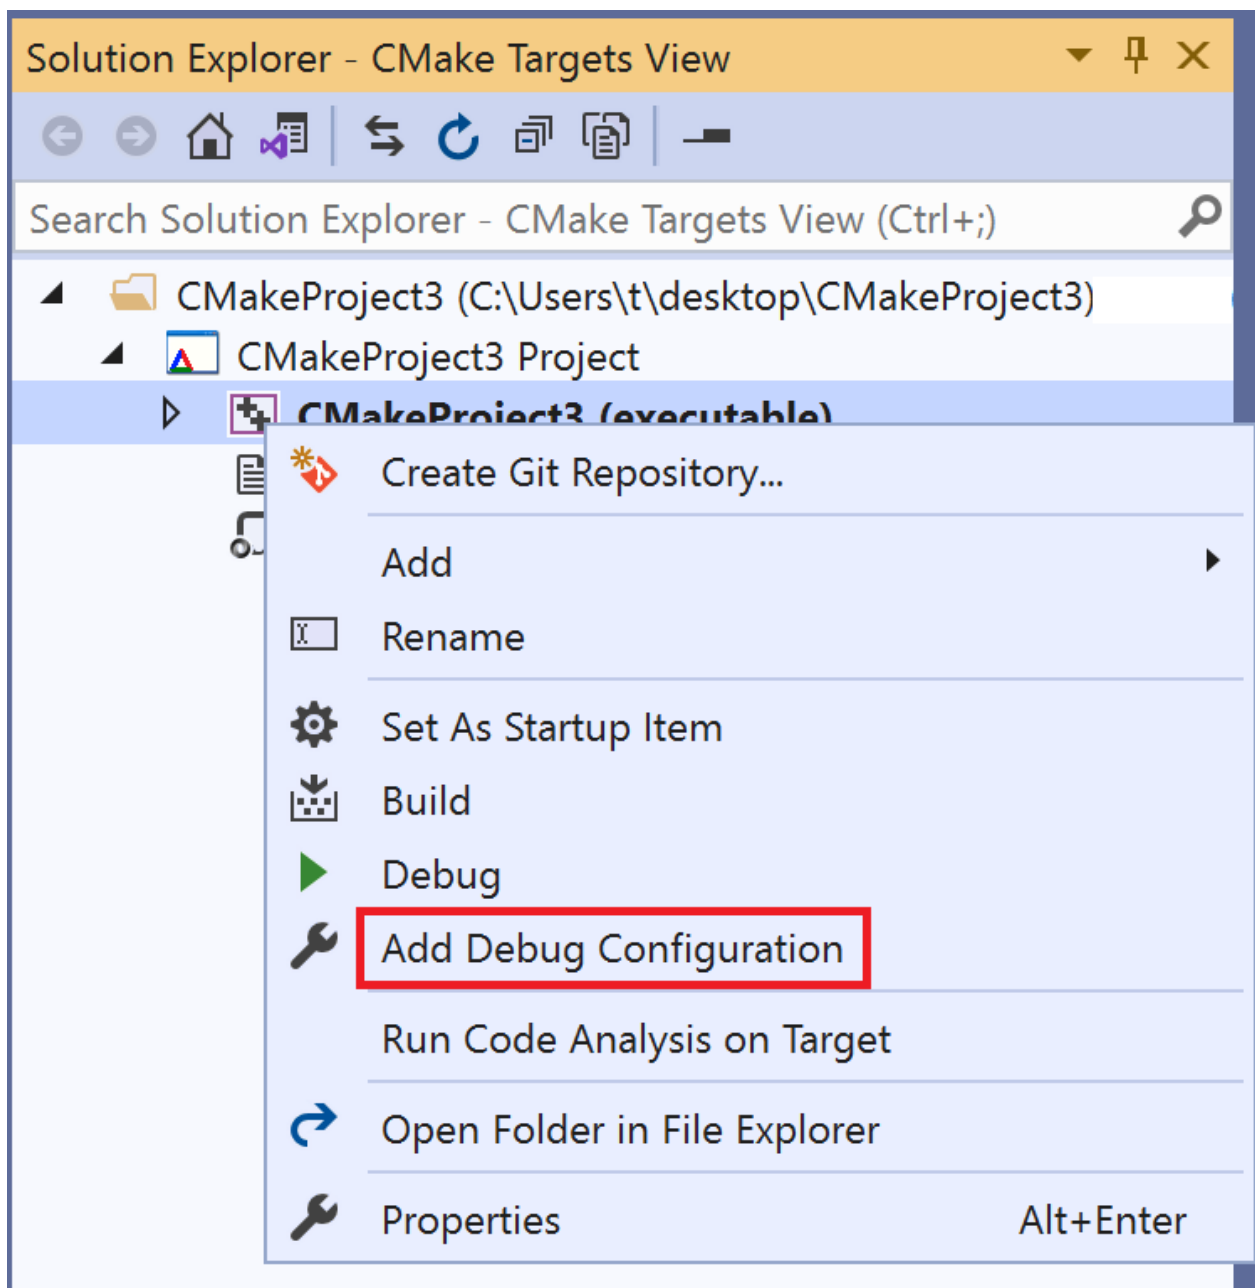 Solution Explorer - CMake Targets View
Search Solution Explorer - CMake Targets View (Ctrl+;)
CMakeProject3 (C:\Users\t\desktop\CMakeProject3)
CMakeProject3 Project
CMakeProject3 (executable)
Create Git Repository...
Add
Rename
Set As Startup Item
Build
Debug
Add Debug Configuration
Run Code Analysis on Target
Open Folder in File Explorer
Properties Alt+Enter